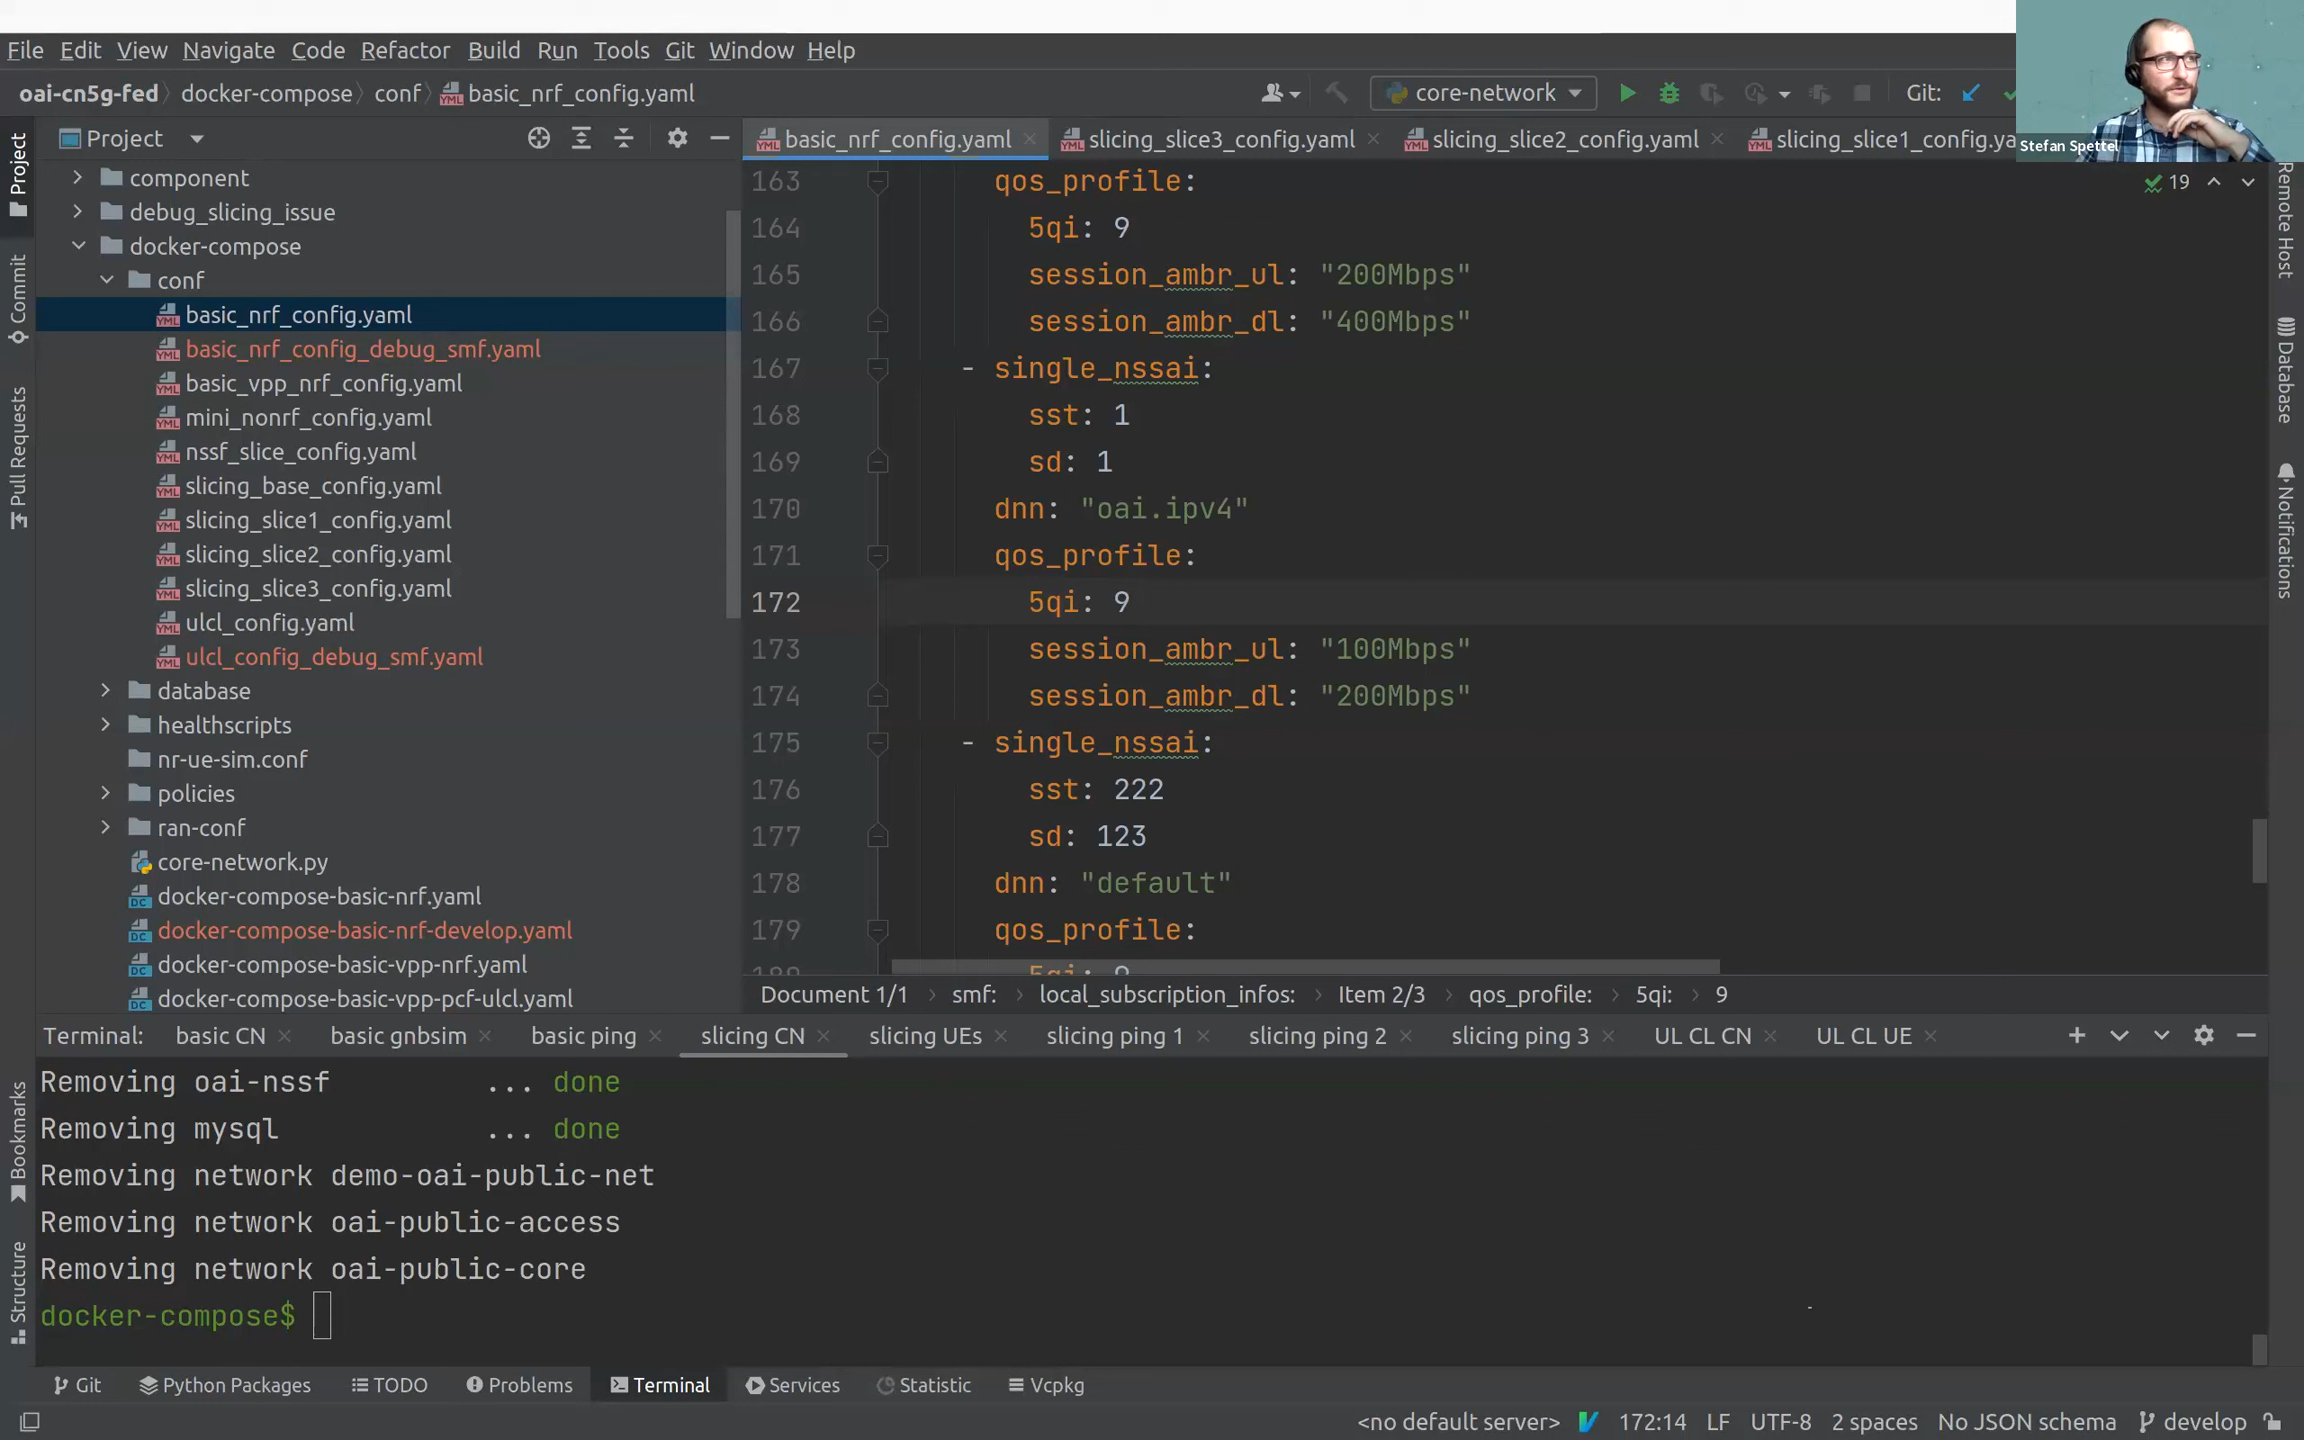 File Edit View Navigate Code Refactor Build Run Tools Git Window Help
oai-cn5g-fed docker-compose conf basic_nrf_config.yaml
core-network
Git:
Stefan Spettel
Project
basic_nrf_config.yaml
slicing_slice3_config.yaml
slicing_slice2_config.yaml
slicing_slice1_config.ya
Project
Commit
Pull Requests
Bookmarks
Structure
component
debug_slicing_issue
docker-compose
conf
basic_nrf_config.yaml
basic_nrf_config_debug_smf.yaml
basic_vpp_nrf_config.yaml
mini_nonrf_config.yaml
nssf_slice_config.yaml
slicing_base_config.yaml
slicing_slice1_config.yaml
slicing_slice2_config.yaml
slicing_slice3_config.yaml
ulcl_config.yaml
ulcl_config_debug_smf.yaml
database
healthscripts
nr-ue-sim.conf
policies
ran-conf
core-network.py
docker-compose-basic-nrf.yaml
docker-compose-basic-nrf-develop.yaml
docker-compose-basic-vpp-nrf.yaml
docker-compose-basic-vpp-pcf-ulcl.yaml
19
163 qos_profile:
164 5qi: 9
165 session_ambr_ul: "200Mbps"
166 session_ambr_dl: "400Mbps"
167 - single_nssai:
168 sst: 1
169 sd: 1
170 dnn: "oai.ipv4"
171 qos_profile:
172 5qi: 9
173 session_ambr_ul: "100Mbps"
174 session_ambr_dl: "200Mbps"
175 - single_nssai:
176 sst: 222
177 sd: 123
178 dnn: "default"
179 qos_profile:
180 5qi: 9
Remote Host
Database
Notifications
Document 1/1 smf: local_subscription_infos: Item 2/3 qos_profile: 5qi: 9
Terminal: basic CN basic gnbsim basic ping slicing CN slicing UEs slicing ping 1 slicing ping 2 slicing ping 3 UL CL CN UL CL UE
Removing oai-nssf ... done
Removing mysql ... done
Removing network demo-oai-public-net
Removing network oai-public-access
Removing network oai-public-core
docker-compose$
Git Python Packages TODO Problems Terminal Services Statistic Vcpkg
<no default server> 172:14 LF UTF-8 2 spaces No JSON schema develop